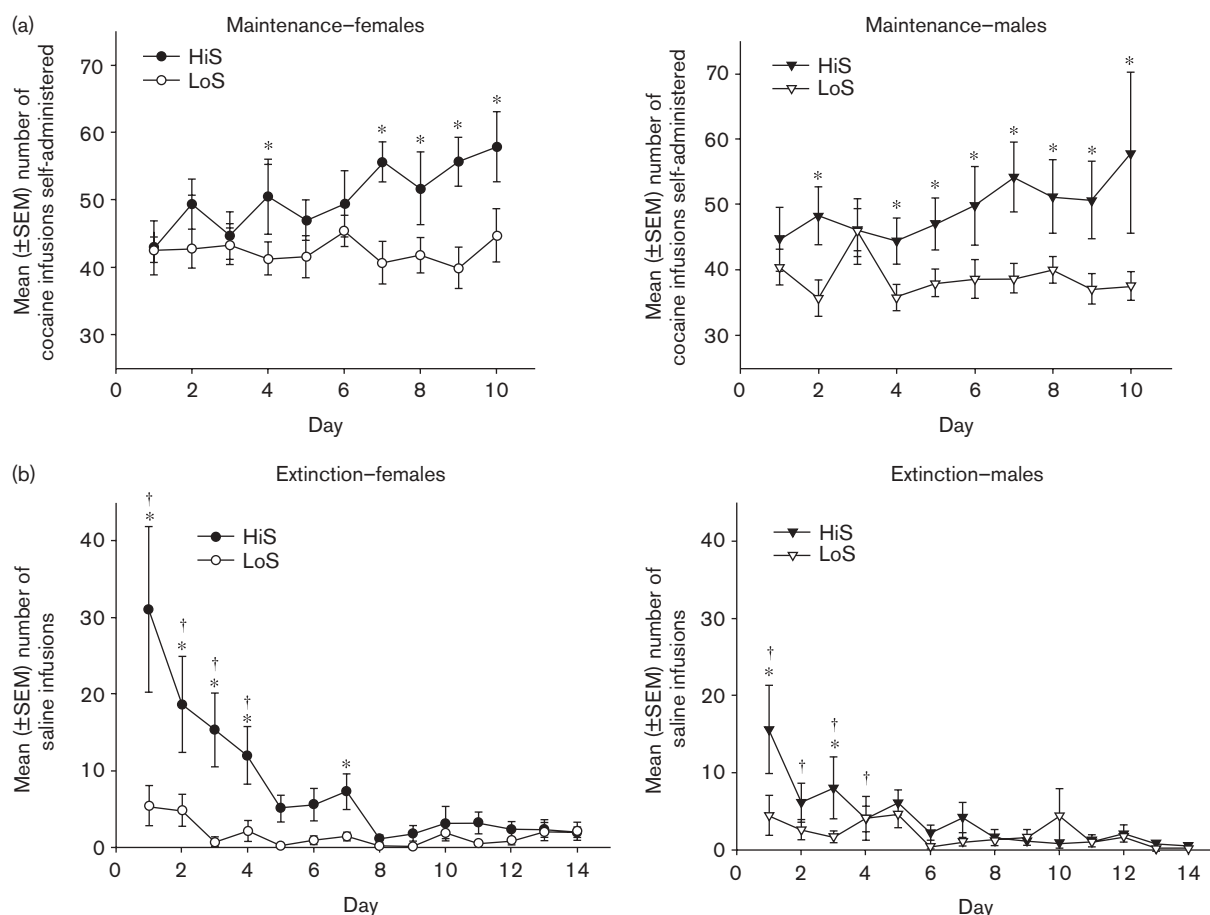 (a)
Maintenance–females
Mean (±SEM) number of
cocaine infusions self-administered
HiS
LoS
70
60
50
40
30
*
*
*
*
*
0
2
4
6
8
10
Day
Maintenance–males
Mean (±SEM) number of
cocaine infusions self-administered
HiS
LoS
70
60
50
40
30
*
*
*
*
*
*
*
*
0
2
4
6
8
10
Day
(b)
Extinction–females
Mean (±SEM) number of
saline infusions
HiS
LoS
40
30
20
10
0
†
*
†
*
†
*
†
*
*
0
2
4
6
8
10
12
14
Day
Extinction–males
Mean (±SEM) number of
saline infusions
HiS
LoS
40
30
20
10
0
†
*
†
†
*
†
0
2
4
6
8
10
12
14
Day